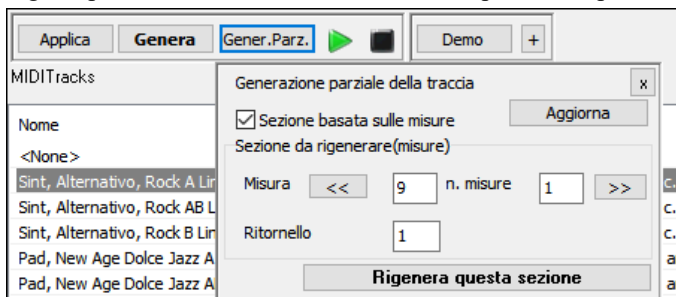 Applica Genera Gener.Parz. Demo +
MIDITracks
Generazione parziale della traccia x
Nome
Sezione basata sulle misure Aggiorna
<None>
Sezione da rigenerare(misure)
Sint, Alternativo, Rock A Lin c.
Misura << 9 n. misure 1 >>
Sint, Alternativo, Rock AB L c.
Sint, Alternativo, Rock B Lin c.
Ritornello 1
Pad, New Age Dolce Jazz A a
Pad, New Age Dolce Jazz A a
Rigenera questa sezione